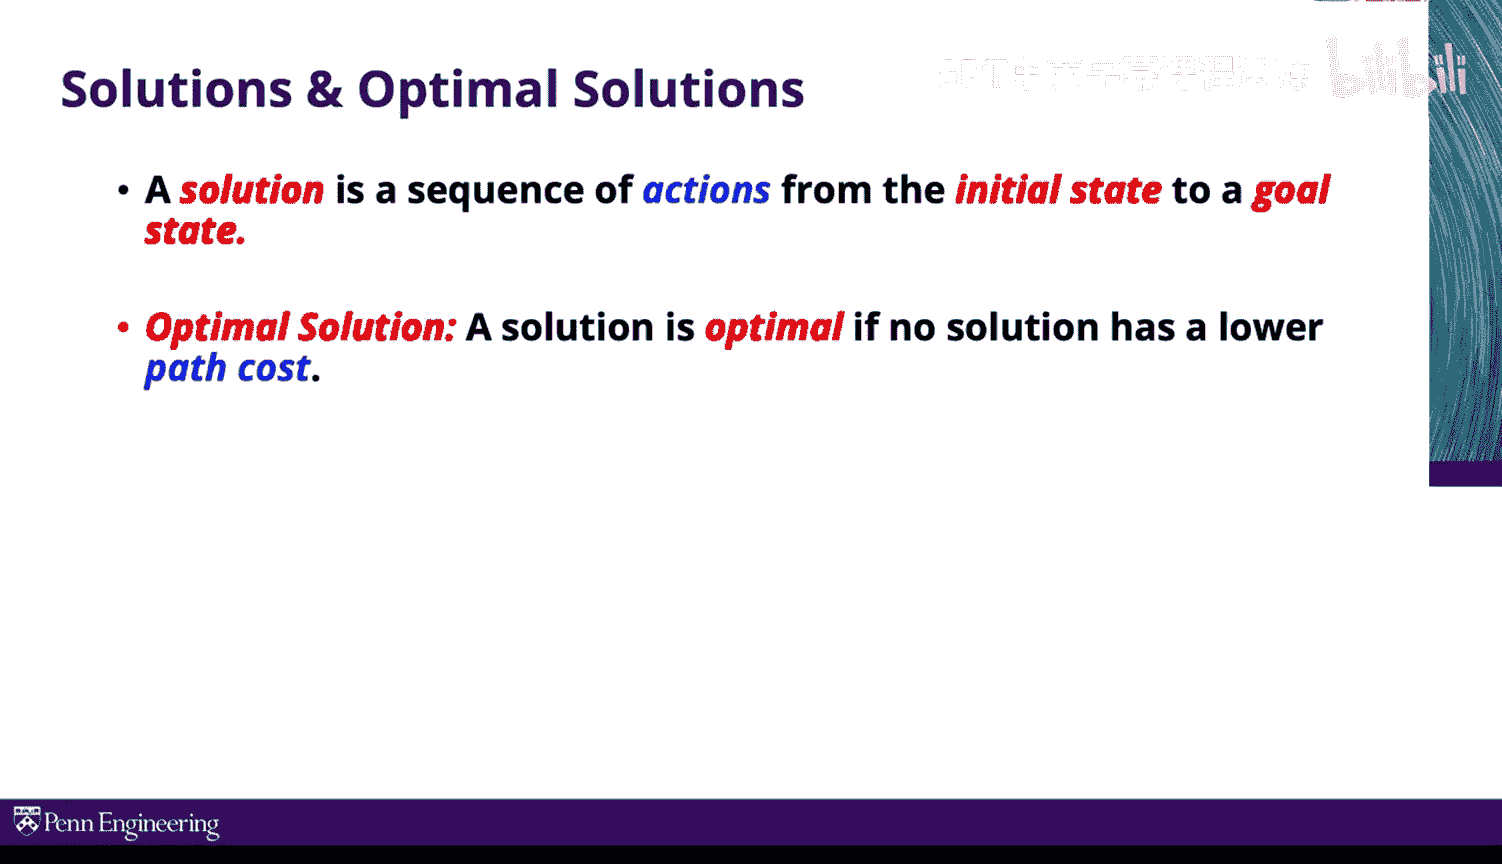 Solutions & Optimal Solutions
bilibili
• A solution is a sequence of actions from the initial state to a goal
state.
• Optimal Solution: A solution is optimal if no solution has a lower
path cost.
Penn Engineering